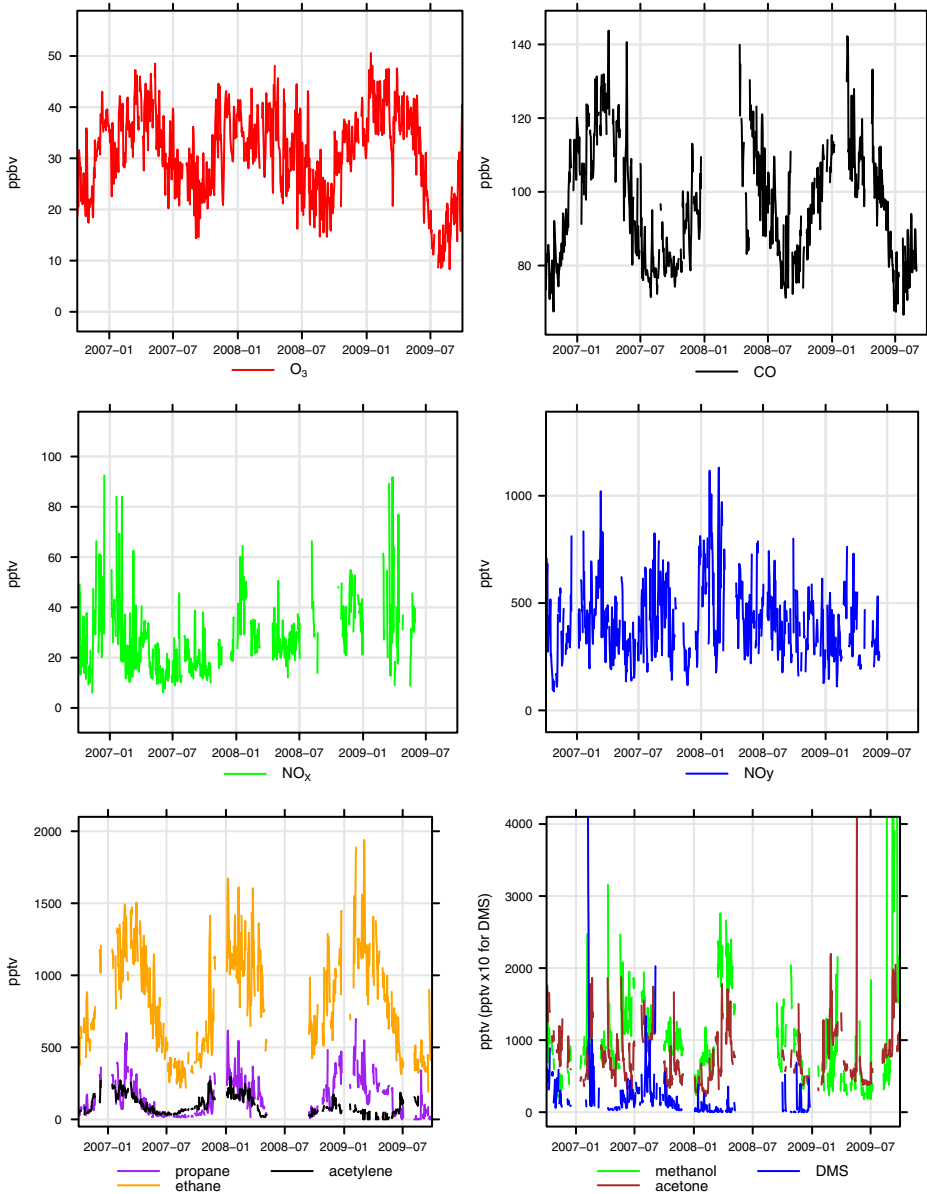 50
40
30
20
10
0
ppbv
2007–01 2007–07 2008–01 2008–07 2009–01 2009–07
O₃
140
120
100
80
ppbv
2007–01 2007–07 2008–01 2008–07 2009–01 2009–07
CO
100
80
60
40
20
0
pptv
2007–01 2007–07 2008–01 2008–07 2009–01 2009–07
NOₓ
1000
500
0
pptv
2007–01 2007–07 2008–01 2008–07 2009–01 2009–07
NOy
2000
1500
1000
500
0
pptv
2007–01 2007–07 2008–01 2008–07 2009–01 2009–07
propane acetylene
ethane
4000
3000
2000
1000
0
pptv (pptv x10 for DMS)
2007–01 2007–07 2008–01 2008–07 2009–01 2009–07
methanol DMS
acetone